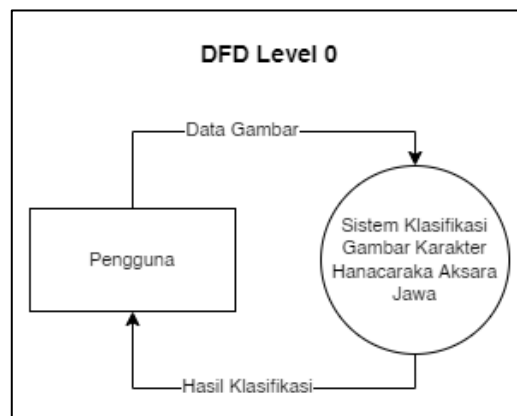 DFD Level 0
Data Gambar
Pengguna
Sistem Klasifikasi
Gambar Karakter
Hanacaraka Aksara
Jawa
Hasil Klasifikasi